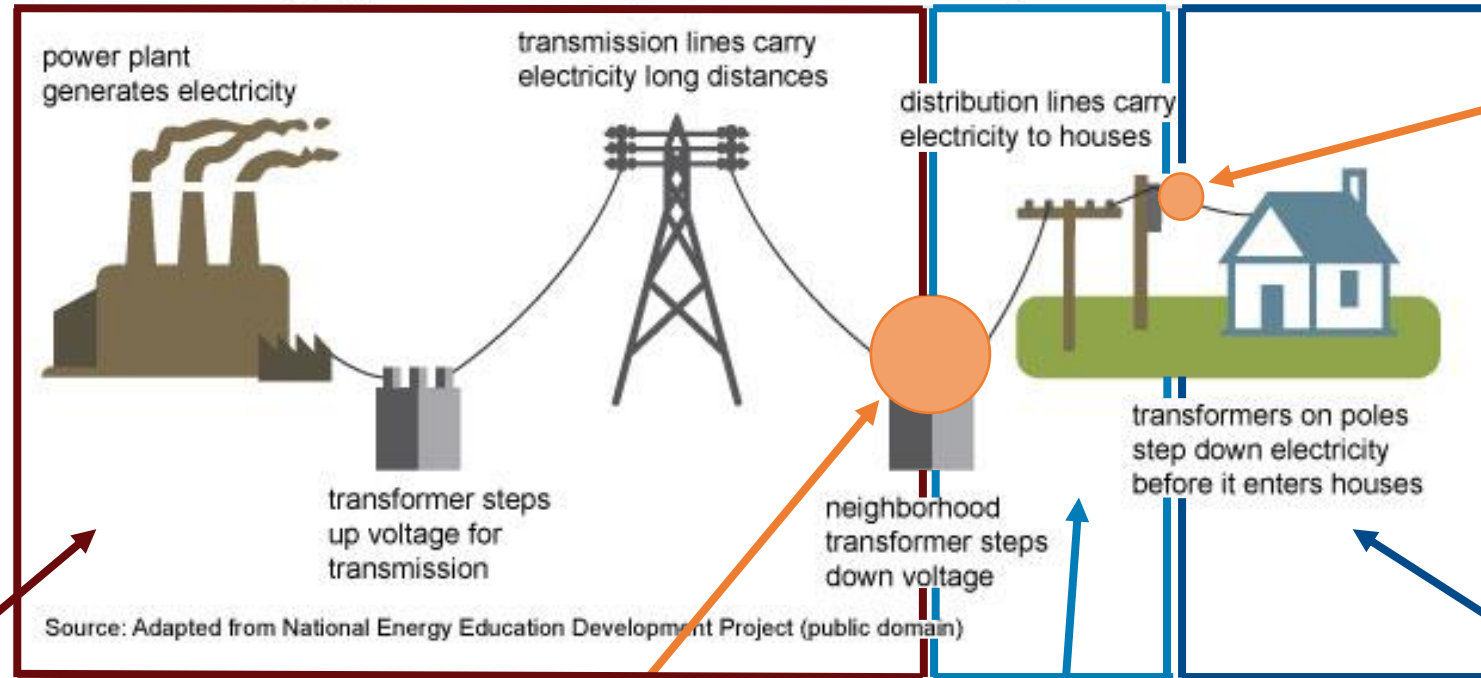 power plant
generates electricity
transmission lines carry
electricity long distances
distribution lines carry
electricity to houses
transformer steps
up voltage for
transmission
neighborhood
transformer steps
down voltage
transformers on poles
step down electricity
before it enters houses
Source: Adapted from National Energy Education Development Project (public domain)